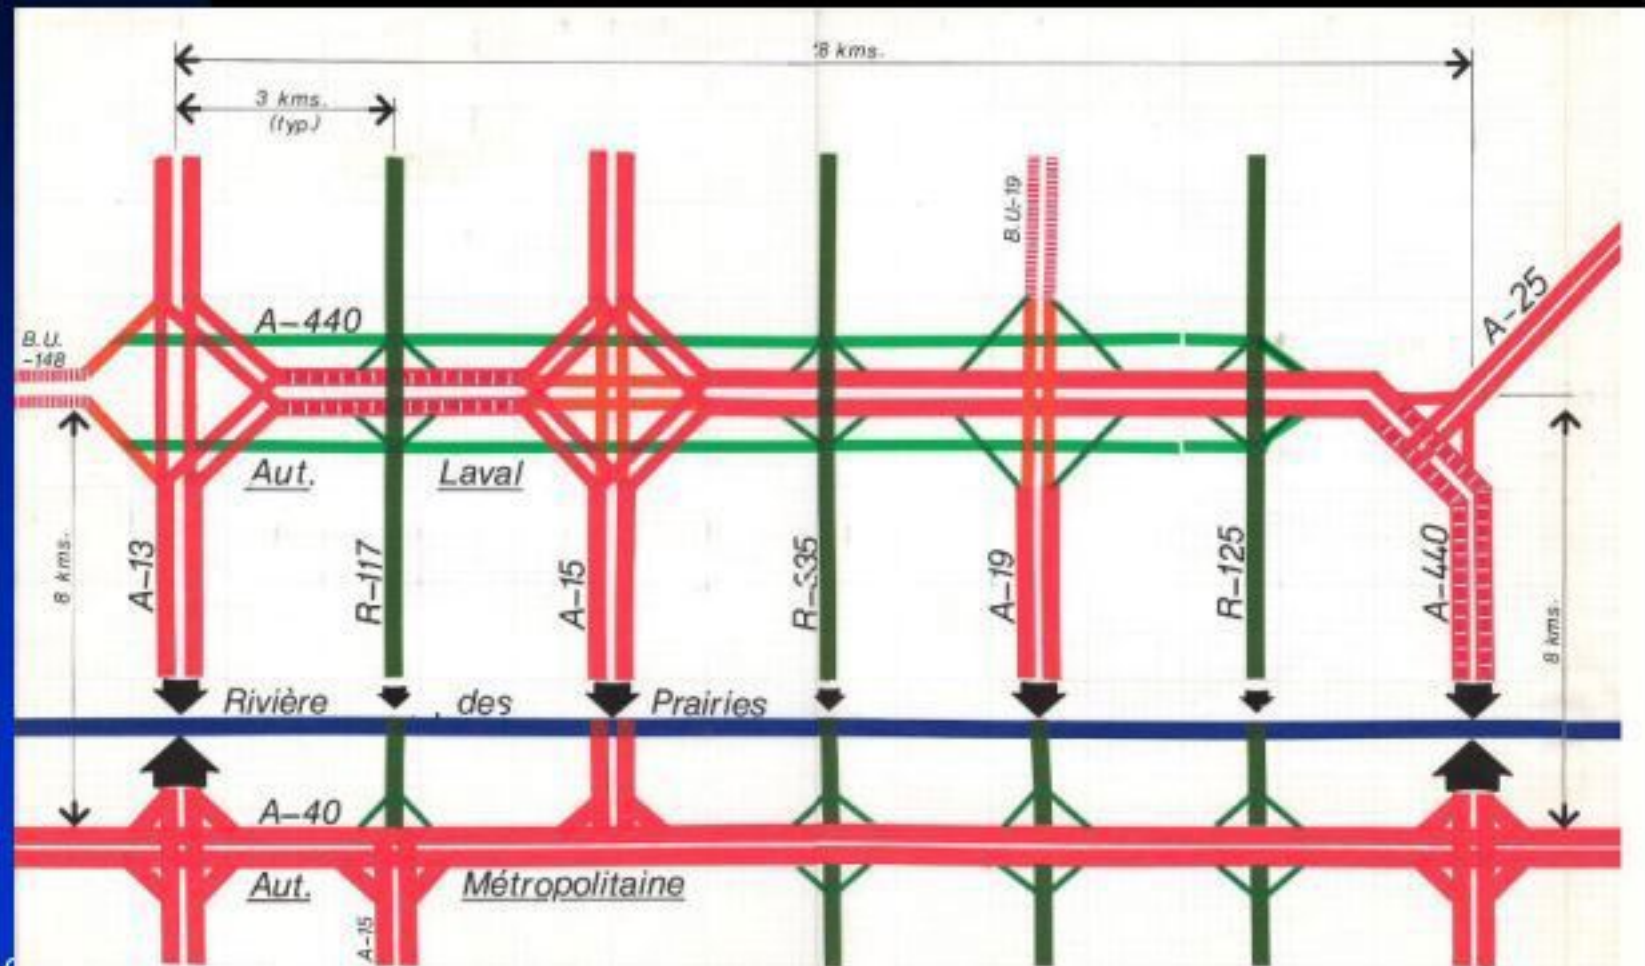 18 kms.
3 kms.
(typ.)
B.U.-19
A-25
A-440
B.U.
-148
Aut. Laval
8 kms.
A-13
R-117
A-15
R-335
A-19
R-125
A-440
8 kms.
Rivière des Prairies
A-40
Aut. Métropolitaine
A-15